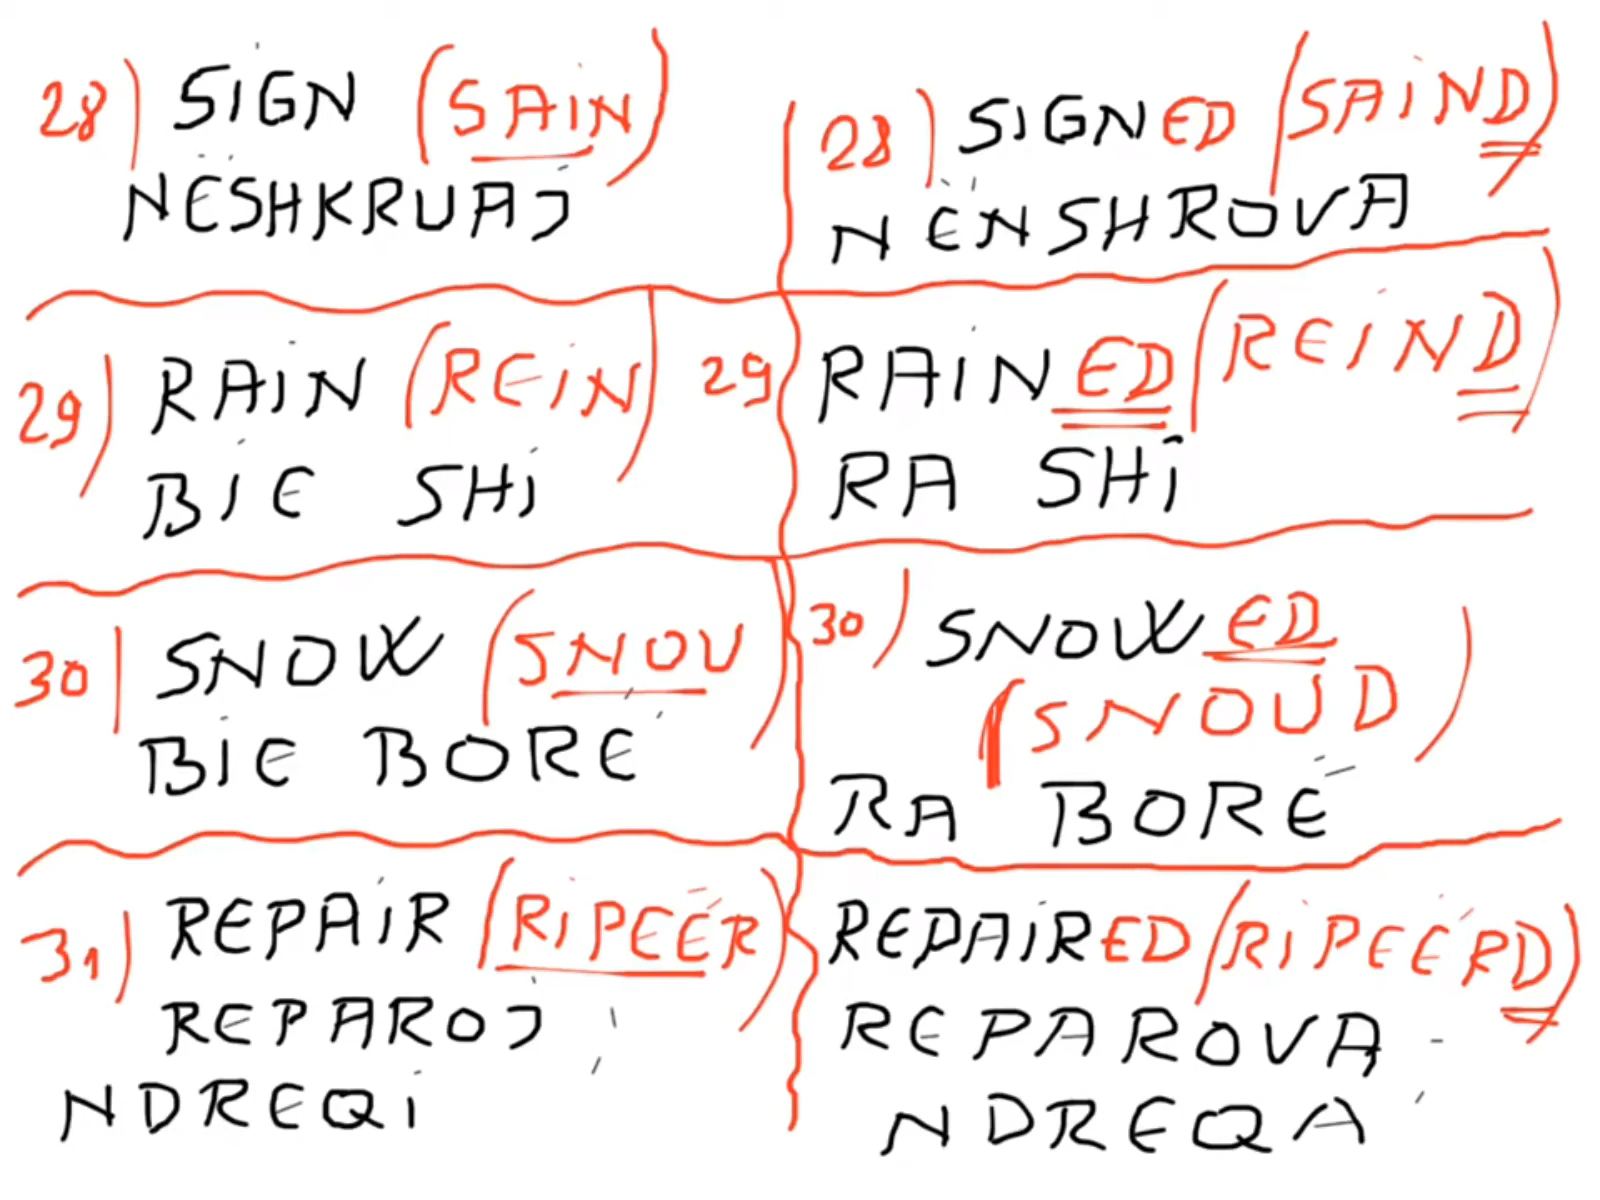 28) SIGN (SAIN)
NESHKRUAJ
28) SIGNED (SAIND)
NENSHROVA
29) RAIN (REIN)
BIE SHI
29 RAINED (REIND)
RA SHI
30) SNOW (SNOU)
BIE BORE
30) SNOWED
(SNOUD)
RA BORE
31) REPAIR (RIPEER)
REPAROJ
NDREQI
REPAIRED (RIPEERD)
REPAROVA
NDREQA